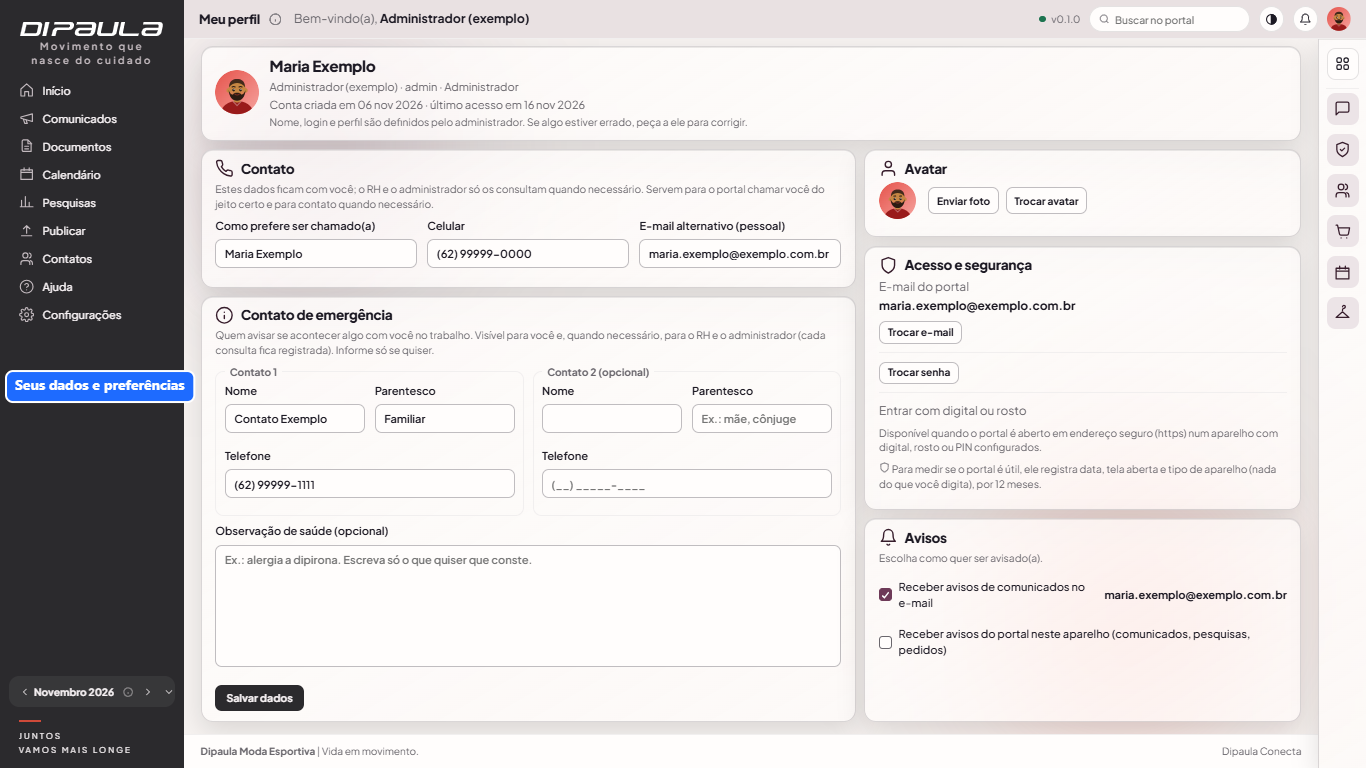 DIPAULA
Movimento que
nasce do cuidado
Início
Comunicados
Documentos
Calendário
Pesquisas
Publicar
Contatos
Ajuda
Configurações
Seus dados e preferências
Novembro 2026
JUNTOS
VAMOS MAIS LONGE
Meu perfil Bem-vindo(a), Administrador (exemplo)
v0.1.0 Buscar no portal
Maria Exemplo
Administrador (exemplo) · admin · Administrador
Conta criada em 06 nov 2026 · último acesso em 16 nov 2026
Nome, login e perfil são definidos pelo administrador. Se algo estiver errado, peça a ele para corrigir.
Contato
Estes dados ficam com você; o RH e o administrador só os consultam quando necessário. Servem para o portal chamar você do
jeito certo e para contato quando necessário.
Como prefere ser chamado(a) Celular E-mail alternativo (pessoal)
Maria Exemplo (62) 99999-0000 maria.exemplo@exemplo.com.br
Contato de emergência
Quem avisar se acontecer algo com você no trabalho. Visível para você e, quando necessário, para o RH e o administrador (cada
consulta fica registrada). Informe só se quiser.
Contato 1 Contato 2 (opcional)
Nome Parentesco Nome Parentesco
Contato Exemplo Familiar Ex.: mãe, cônjuge
Telefone Telefone
(62) 99999-1111 (__) _____-____
Observação de saúde (opcional)
Ex.: alergia a dipirona. Escreva só o que quiser que conste.
Salvar dados
Avatar
Enviar foto Trocar avatar
Acesso e segurança
E-mail do portal
maria.exemplo@exemplo.com.br
Trocar e-mail
Trocar senha
Entrar com digital ou rosto
Disponível quando o portal é aberto em endereço seguro (https) num aparelho com
digital, rosto ou PIN configurados.
Para medir se o portal é útil, ele registra data, tela aberta e tipo de aparelho (nada
do que você digita), por 12 meses.
Avisos
Escolha como quer ser avisado(a).
Receber avisos de comunicados no
e-mail
maria.exemplo@exemplo.com.br
Receber avisos do portal neste aparelho (comunicados, pesquisas,
pedidos)
Dipaula Moda Esportiva | Vida em movimento.
Dipaula Conecta